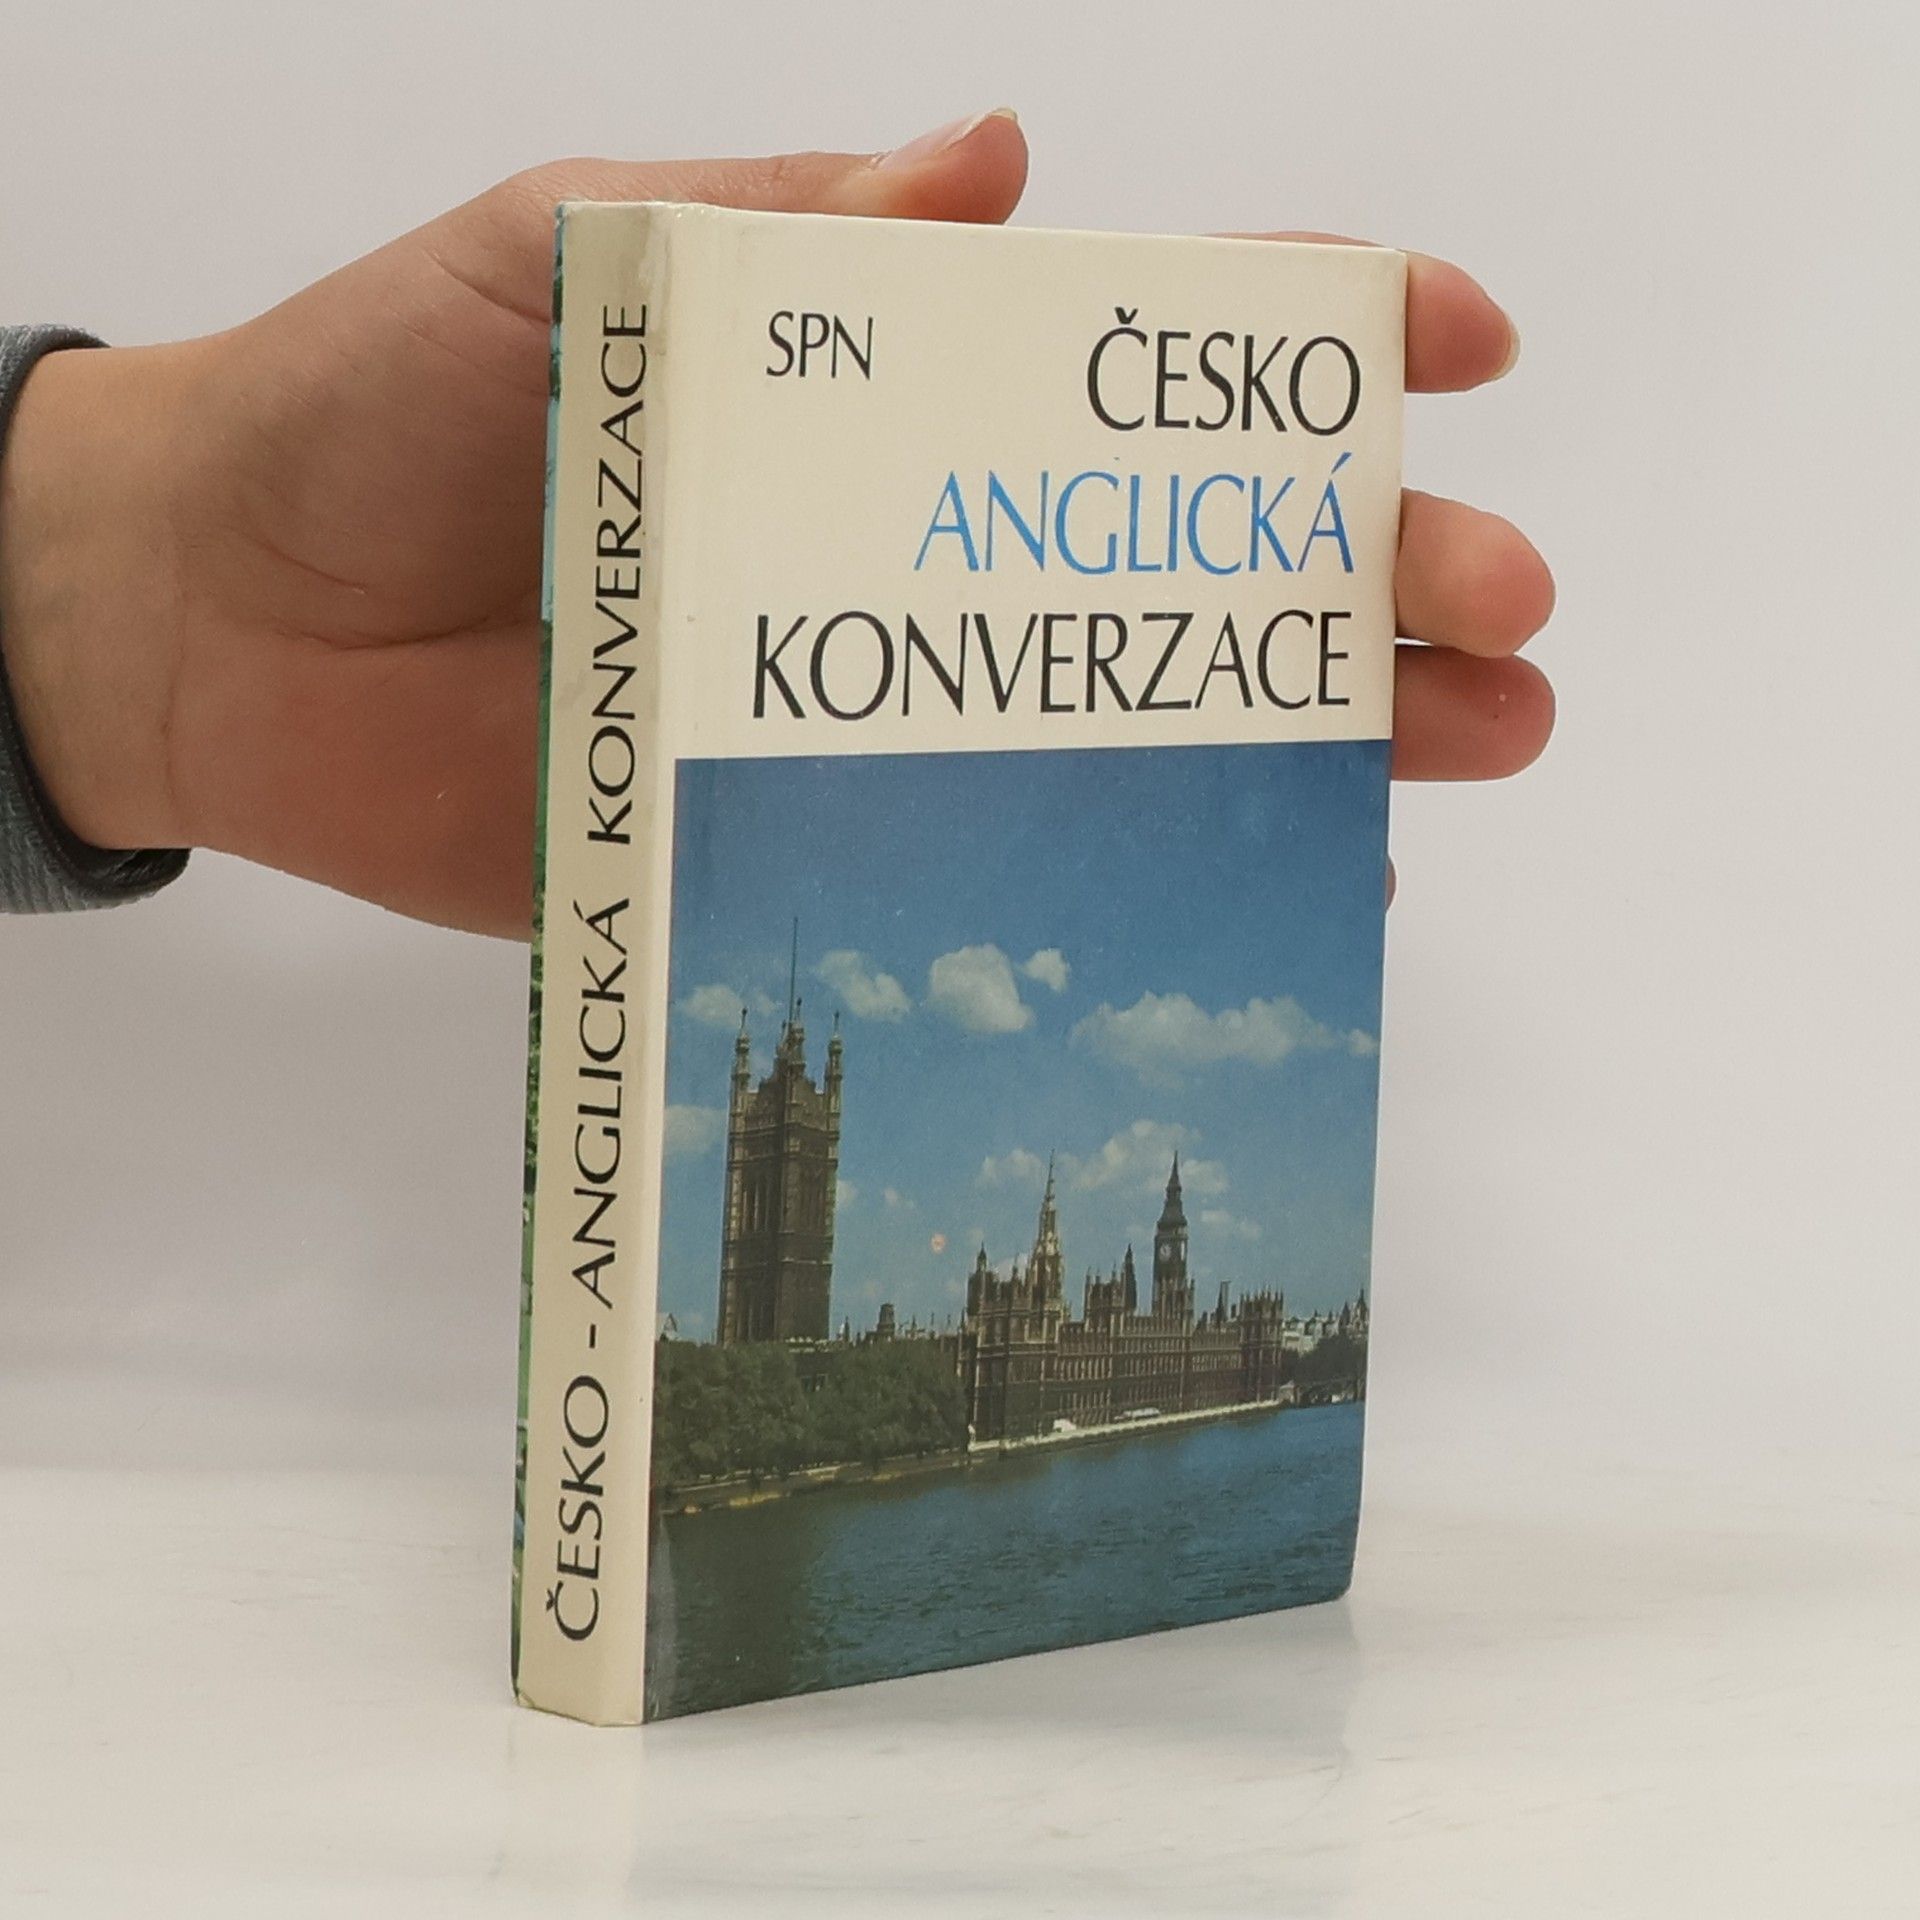 SPN
ČESKO
ANGLICKÁ
KONVERZACE
ČESKO - ANGLICKÁ KONVERZACE